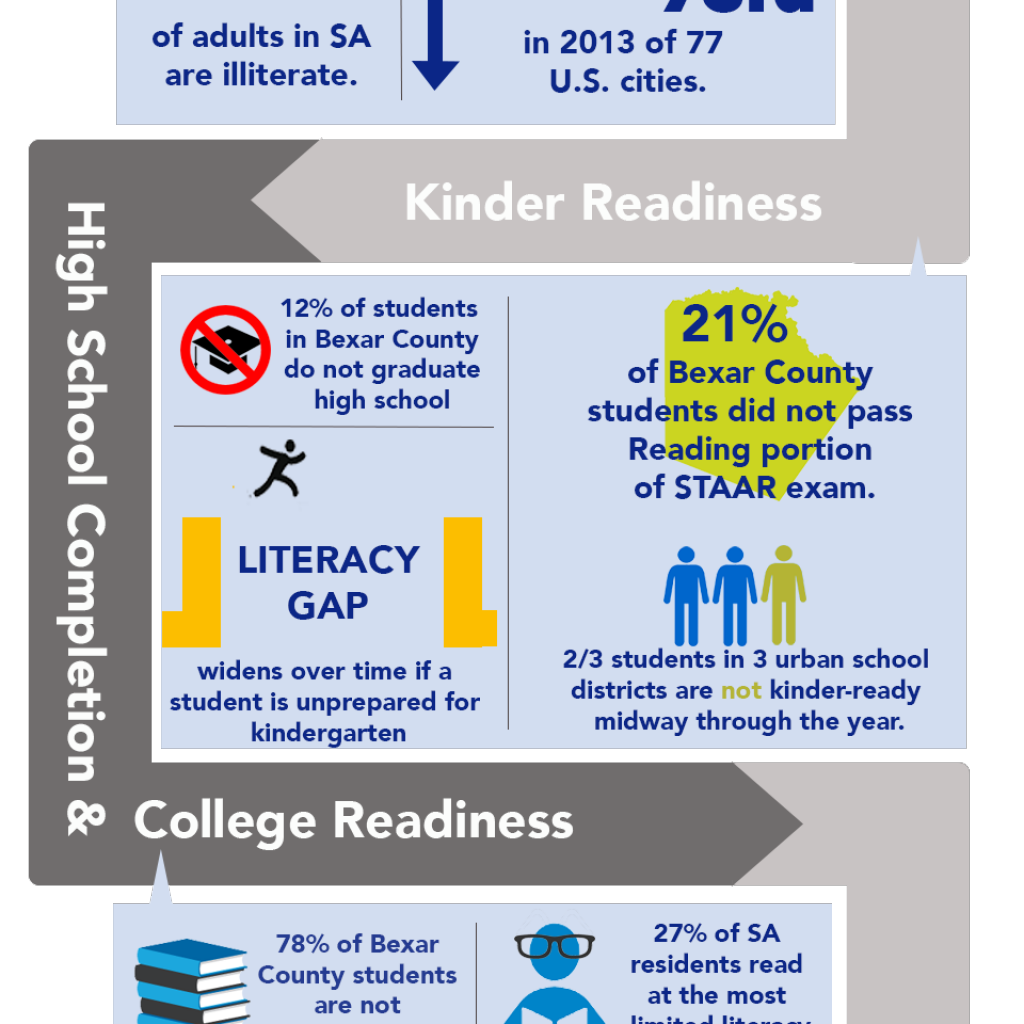 of adults in SA
are illiterate.
in 2013 of 77
U.S. cities.
Kinder Readiness
High School Completion &
College Readiness
12% of students
in Bexar County
do not graduate
high school
LITERACY
GAP
widens over time if a
student is unprepared for
kindergarten
21%
of Bexar County
students did not pass
Reading portion
of STAAR exam.
2/3 students in 3 urban school
districts are not kinder-ready
midway through the year.
78% of Bexar
County students
are not
27% of SA
residents read
at the most
limited literacy